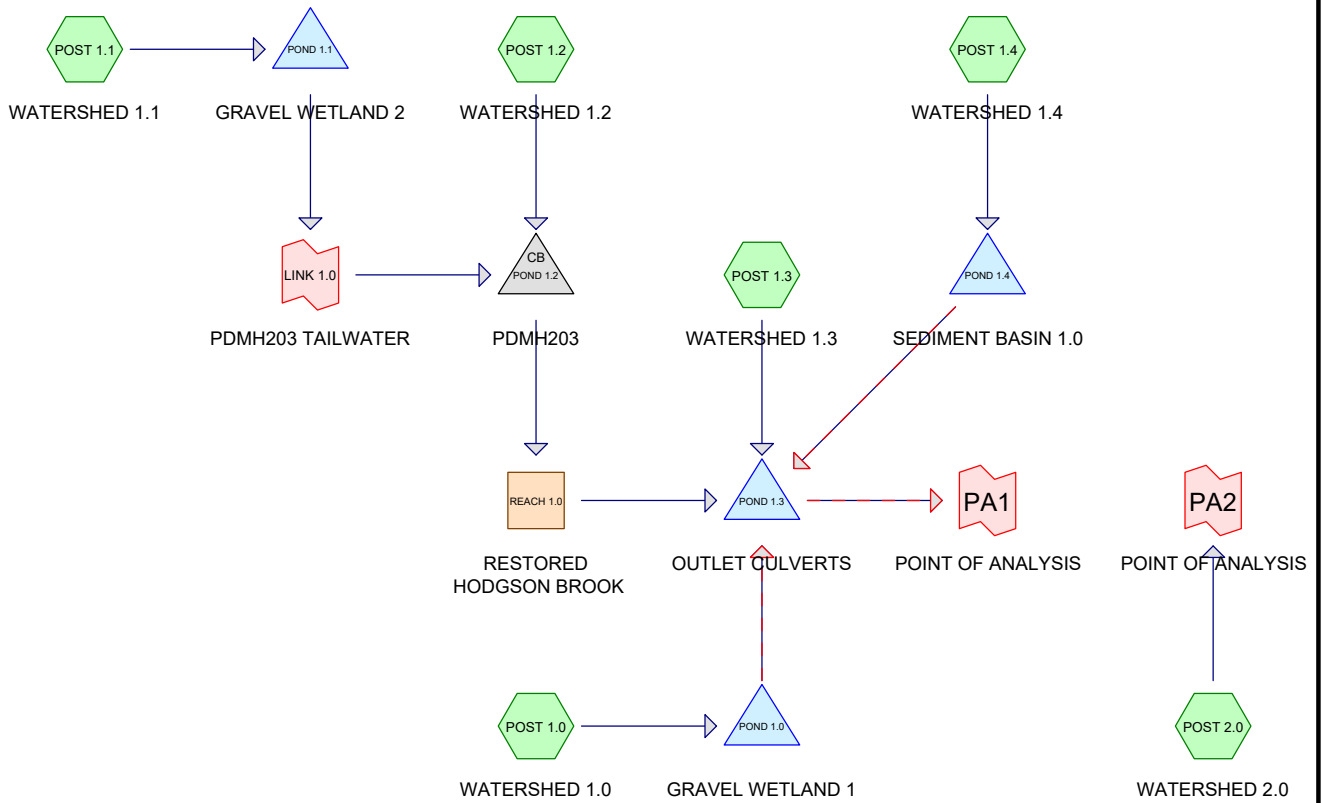 POST 1.1
POND 1.1
POST 1.2
POST 1.4
WATERSHED 1.1
GRAVEL WETLAND 2
WATERSHED 1.2
WATERSHED 1.4
LINK 1.0
CB
POND 1.2
POST 1.3
POND 1.4
PDMH203 TAILWATER
PDMH203
WATERSHED 1.3
SEDIMENT BASIN 1.0
REACH 1.0
POND 1.3
PA1
PA2
RESTORED
HODGSON BROOK
OUTLET CULVERTS
POINT OF ANALYSIS
POINT OF ANALYSIS
POST 1.0
POND 1.0
POST 2.0
WATERSHED 1.0
GRAVEL WETLAND 1
WATERSHED 2.0